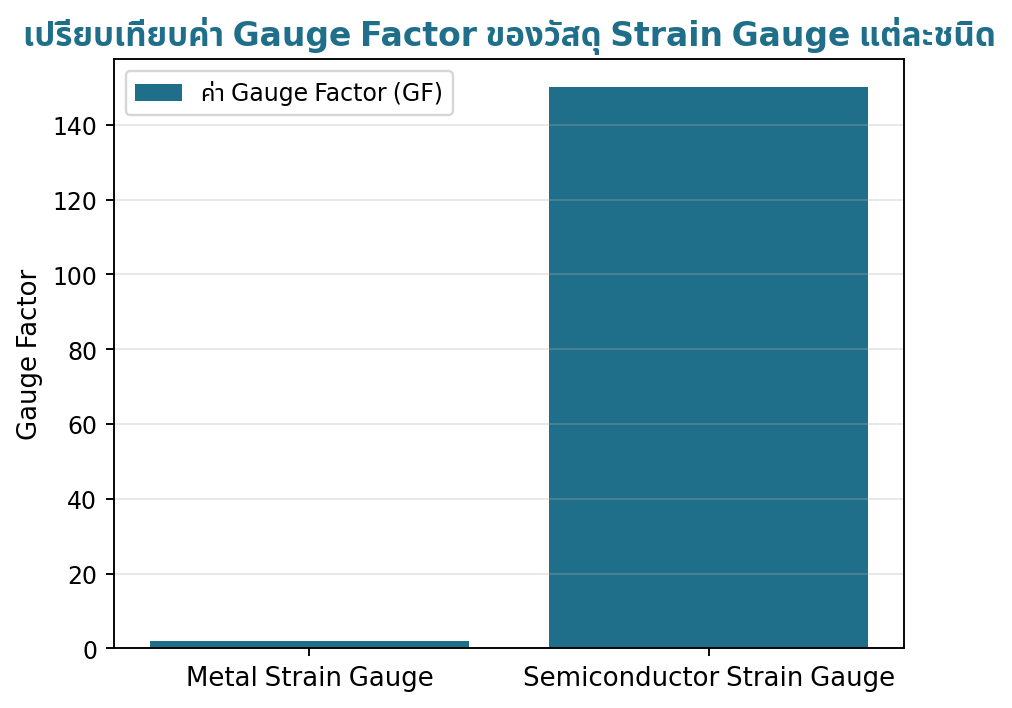 เปรียบเทียบค่า Gauge Factor ของวัสดุ Strain Gauge แต่ละชนิด
ค่า Gauge Factor (GF)
Gauge Factor
140
120
100
80
60
40
20
0
Metal Strain Gauge
Semiconductor Strain Gauge